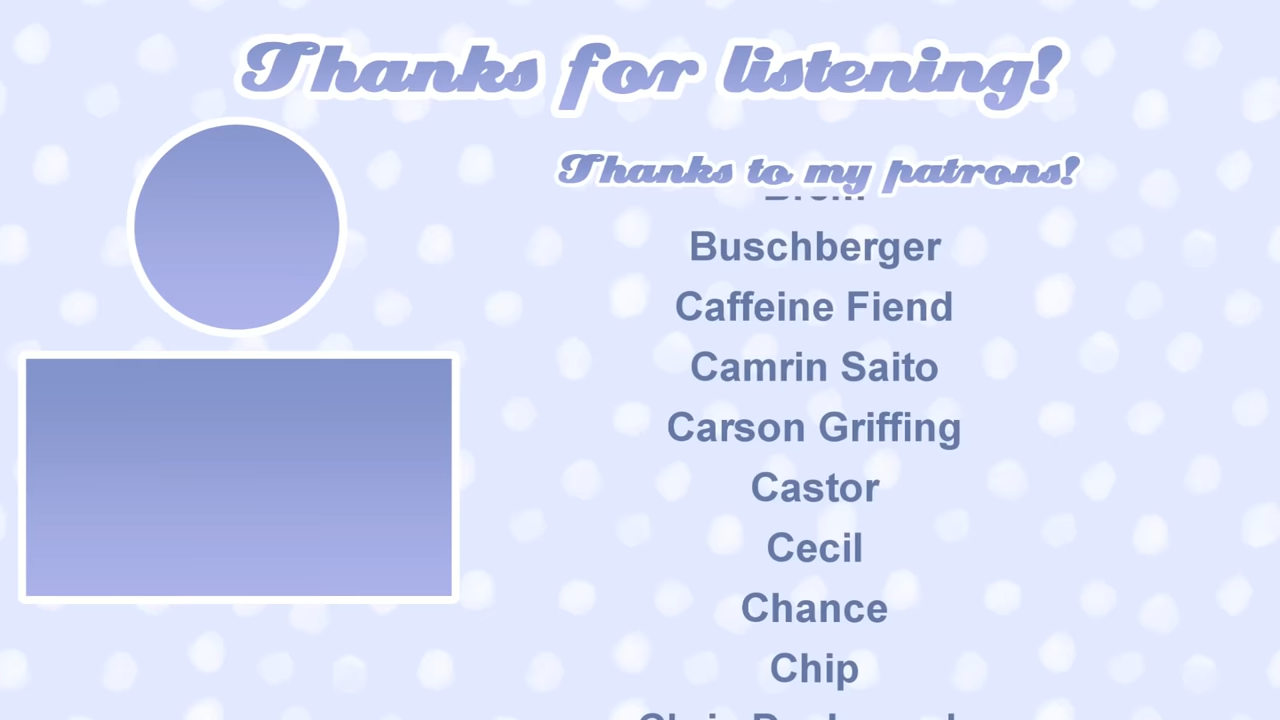 Thanks for listening!
Thanks to my patrons!
Buschberger
Caffeine Fiend
Camrin Saito
Carson Griffing
Castor
Cecil
Chance
Chip